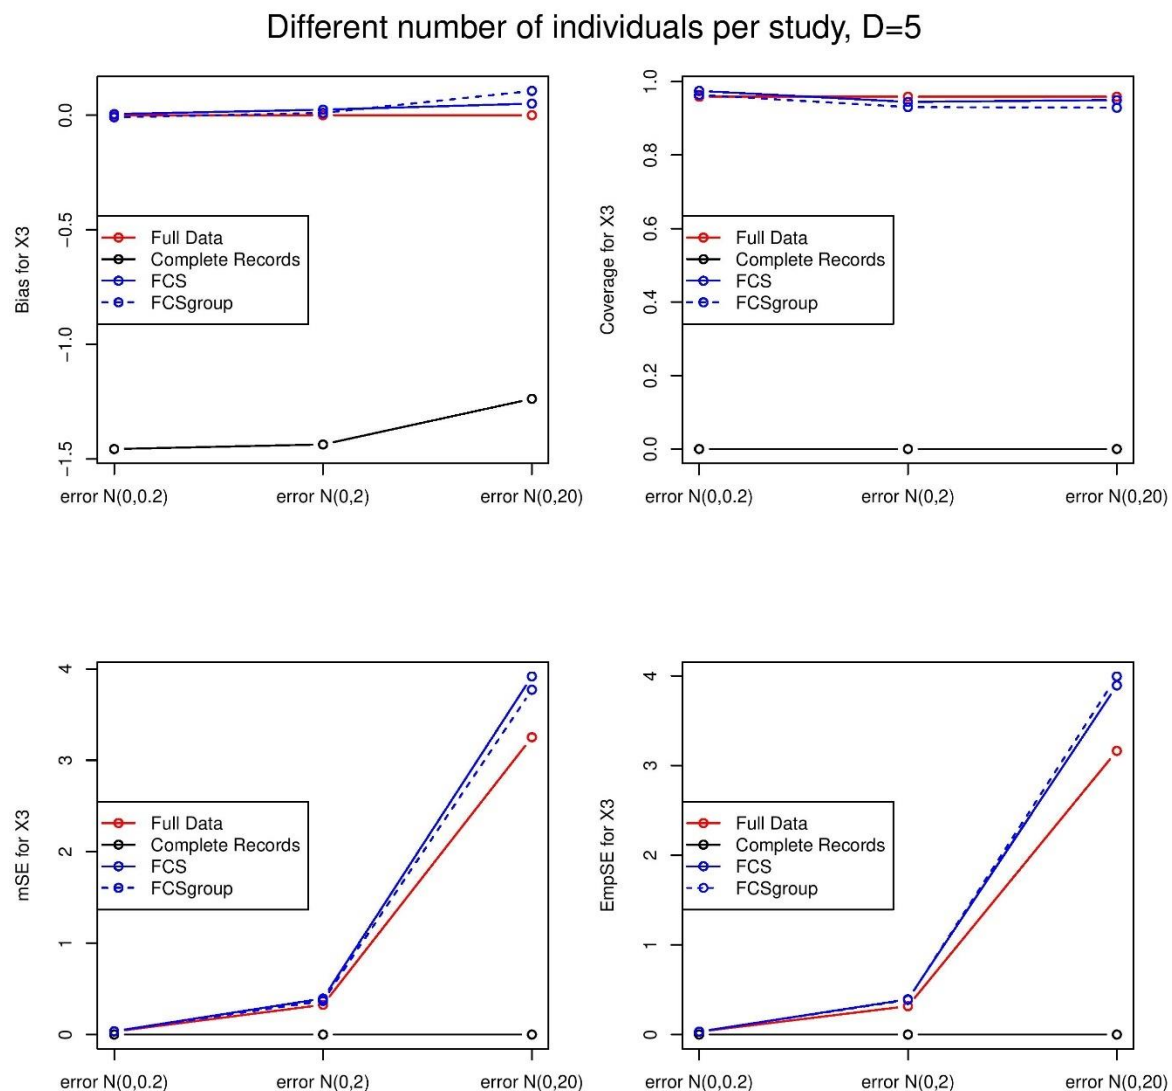 Different number of individuals per study, D=5
Bias for X3
0.0
−0.5
−1.0
−1.5
Full Data
Complete Records
FCS
FCSgroup
error N(0,0.2)
error N(0,2)
error N(0,20)
Coverage for X3
1.0
0.8
0.6
0.4
0.2
0.0
Full Data
Complete Records
FCS
FCSgroup
error N(0,0.2)
error N(0,2)
error N(0,20)
mSE for X3
4
3
2
1
0
Full Data
Complete Records
FCS
FCSgroup
error N(0,0.2)
error N(0,2)
error N(0,20)
EmpSE for X3
4
3
2
1
0
Full Data
Complete Records
FCS
FCSgroup
error N(0,0.2)
error N(0,2)
error N(0,20)